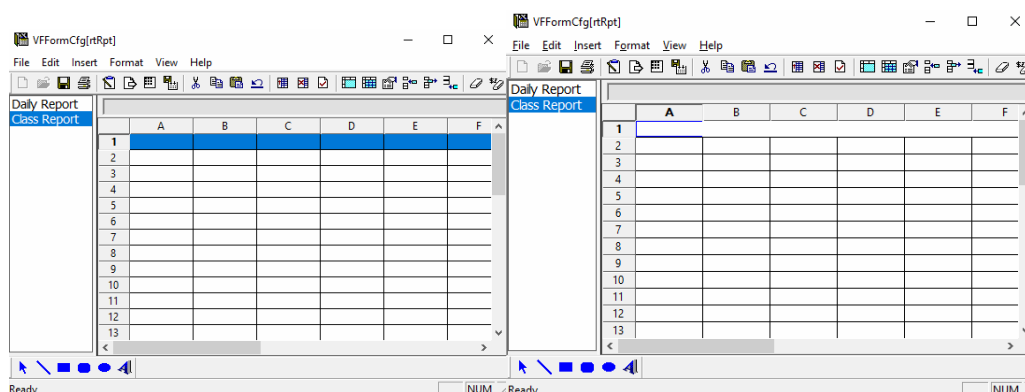 VFFormCfg[rtRpt]
File Edit Insert Format View Help
Daily Report
Class Report
A B C D E F
1
2
3
4
5
6
7
8
9
10
11
12
13
Ready NUM
VFFormCfg[rtRpt]
File Edit Insert Format View Help
Daily Report
Class Report
A B C D E F
1
2
3
4
5
6
7
8
9
10
11
12
13
Ready NUM